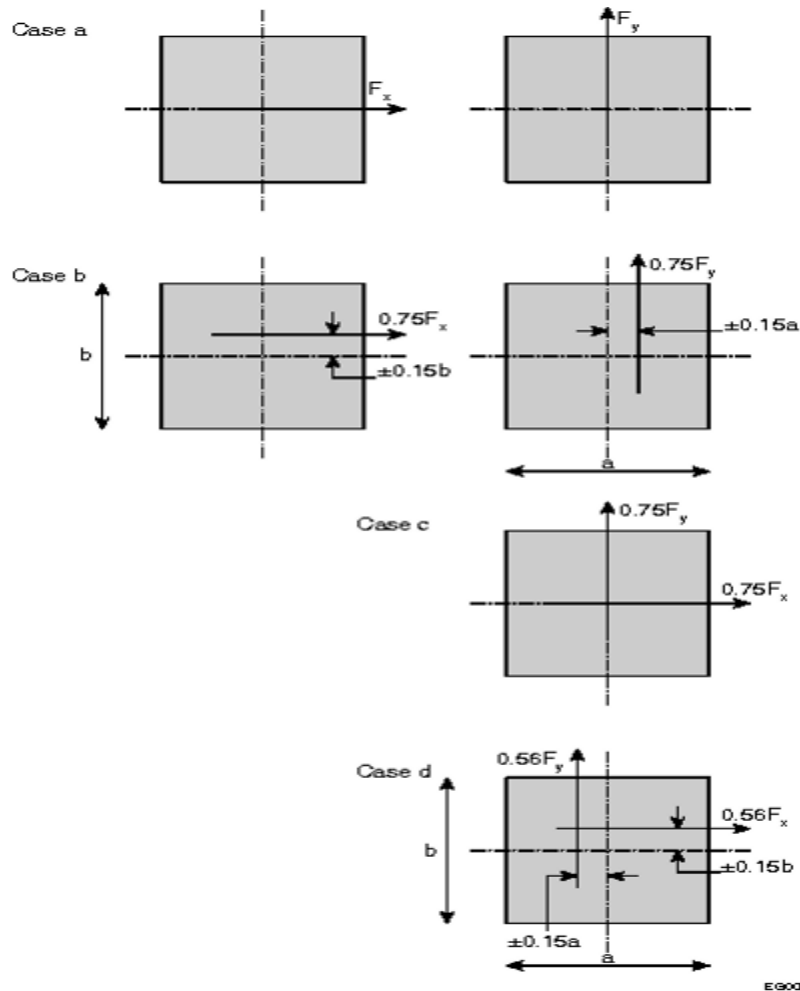 Case a
Fx
Fy
Case b
b
0.75Fx
±0.15b
0.75Fy
±0.15a
a
Case c
0.75Fy
0.75Fx
Case d
b
0.56Fy
0.56Fx
±0.15b
±0.15a
a